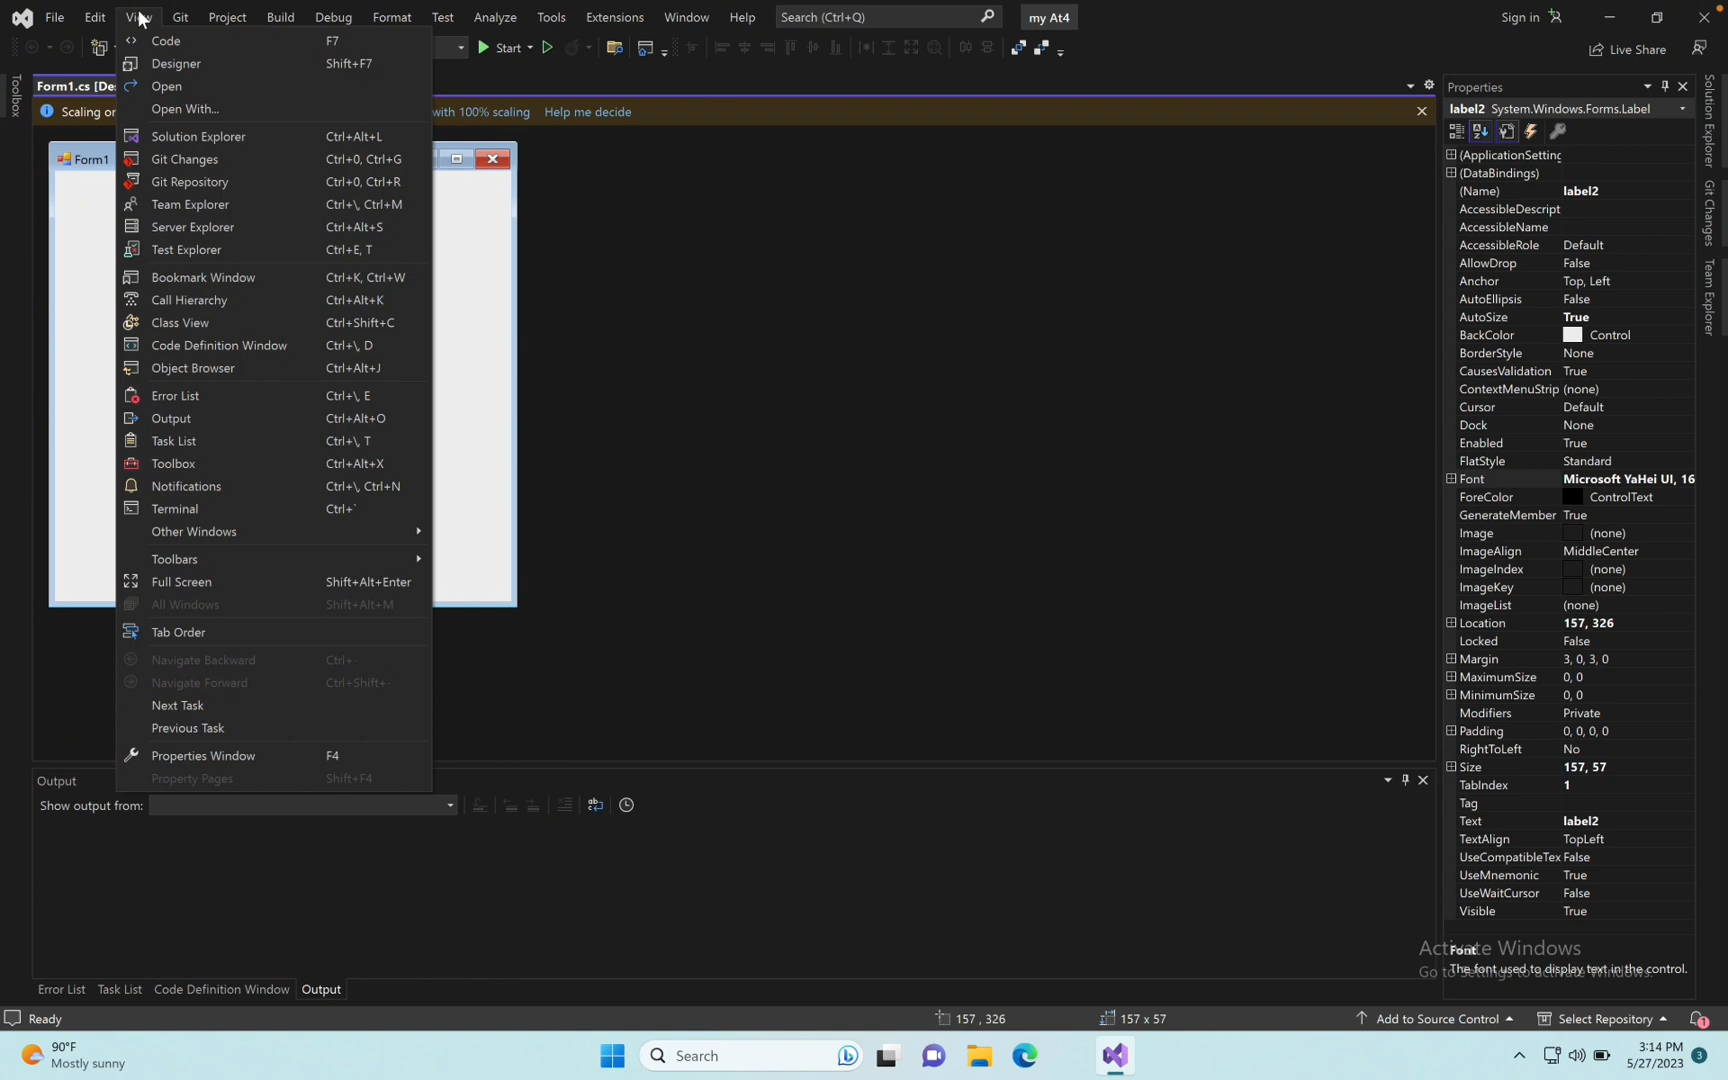 File Edit View Git Project Build Debug Format Test Analyze Tools Extensions Window Help Search (Ctrl+Q) my At4 Sign in
Start Live Share
Code F7
Designer Shift+F7
Open
Open With...
Solution Explorer Ctrl+Alt+L
Git Changes Ctrl+0, Ctrl+G
Git Repository Ctrl+0, Ctrl+R
Team Explorer Ctrl+\, Ctrl+M
Server Explorer Ctrl+Alt+S
Test Explorer Ctrl+E, T
Bookmark Window Ctrl+K, Ctrl+W
Call Hierarchy Ctrl+Alt+K
Class View Ctrl+Shift+C
Code Definition Window Ctrl+\, D
Object Browser Ctrl+Alt+J
Error List Ctrl+\, E
Output Ctrl+Alt+O
Task List Ctrl+\, T
Toolbox Ctrl+Alt+X
Notifications Ctrl+\, Ctrl+N
Terminal Ctrl+`
Other Windows
Toolbars
Full Screen Shift+Alt+Enter
All Windows Shift+Alt+M
Tab Order
Navigate Backward Ctrl+-
Navigate Forward Ctrl+Shift+-
Next Task
Previous Task
Properties Window F4
Property Pages Shift+F4
Toolbox
Form1.cs [Des
Scaling on with 100% scaling Help me decide
Form1
Output
Show output from:
Error List Task List Code Definition Window Output
Properties
label2 System.Windows.Forms.Label
(ApplicationSetting
(DataBindings)
(Name) label2
AccessibleDescript
AccessibleName
AccessibleRole Default
AllowDrop False
Anchor Top, Left
AutoEllipsis False
AutoSize True
BackColor Control
BorderStyle None
CausesValidation True
ContextMenuStrip (none)
Cursor Default
Dock None
Enabled True
FlatStyle Standard
Font Microsoft YaHei UI, 16
ForeColor ControlText
GenerateMember True
Image (none)
ImageAlign MiddleCenter
ImageIndex (none)
ImageKey (none)
ImageList (none)
Location 157, 326
Locked False
Margin 3, 0, 3, 0
MaximumSize 0, 0
MinimumSize 0, 0
Modifiers Private
Padding 0, 0, 0, 0
RightToLeft No
Size 157, 57
TabIndex 1
Tag
Text label2
TextAlign TopLeft
UseCompatibleTex False
UseMnemonic True
UseWaitCursor False
Visible True
Font
The font used to display text in the control.
Activate Windows
Go to Settings to activate Windows.
Solution Explorer
Git Changes
Team Explorer
Ready 157 , 326 157 x 57 Add to Source Control Select Repository 1
90°F
Mostly sunny
Search
3:14 PM
5/27/2023
3